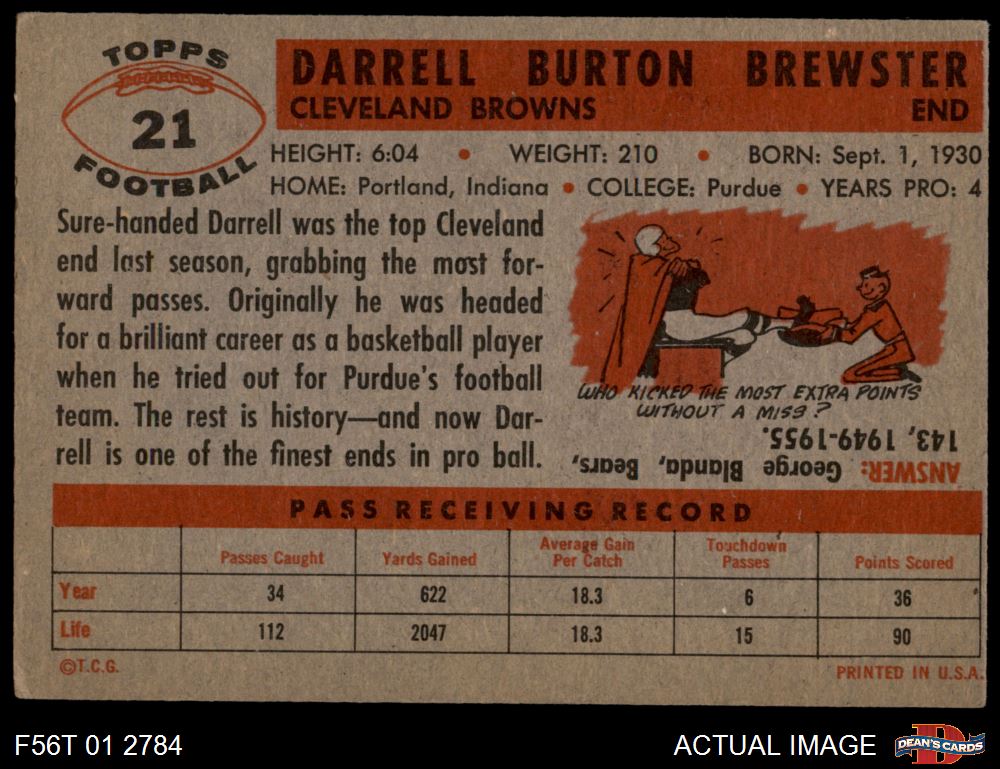 TOPPS
21
FOOTBALL
DARRELL BURTON BREWSTER
CLEVELAND BROWNS END
HEIGHT: 6:04 • WEIGHT: 210 • BORN: Sept. 1, 1930
HOME: Portland, Indiana • COLLEGE: Purdue • YEARS PRO: 4
Sure-handed Darrell was the top Cleveland
end last season, grabbing the most for-
ward passes. Originally he was headed
for a brilliant career as a basketball player
when he tried out for Purdue's football
team. The rest is history—and now Dar-
rell is one of the finest ends in pro ball.
WHO KICKED THE MOST EXTRA POINTS
WITHOUT A MISS?
ANSWER: George Blanda, Bears,
143, 1949-1955.
PASS RECEIVING RECORD
Passes Caught Yards Gained Average Gain Per Catch Touchdown Passes Points Scored
Year 34 622 18.3 6 36
Life 112 2047 18.3 15 90
©T.C.G. PRINTED IN U.S.A.
F56T 01 2784 ACTUAL IMAGE DEAN'S CARDS